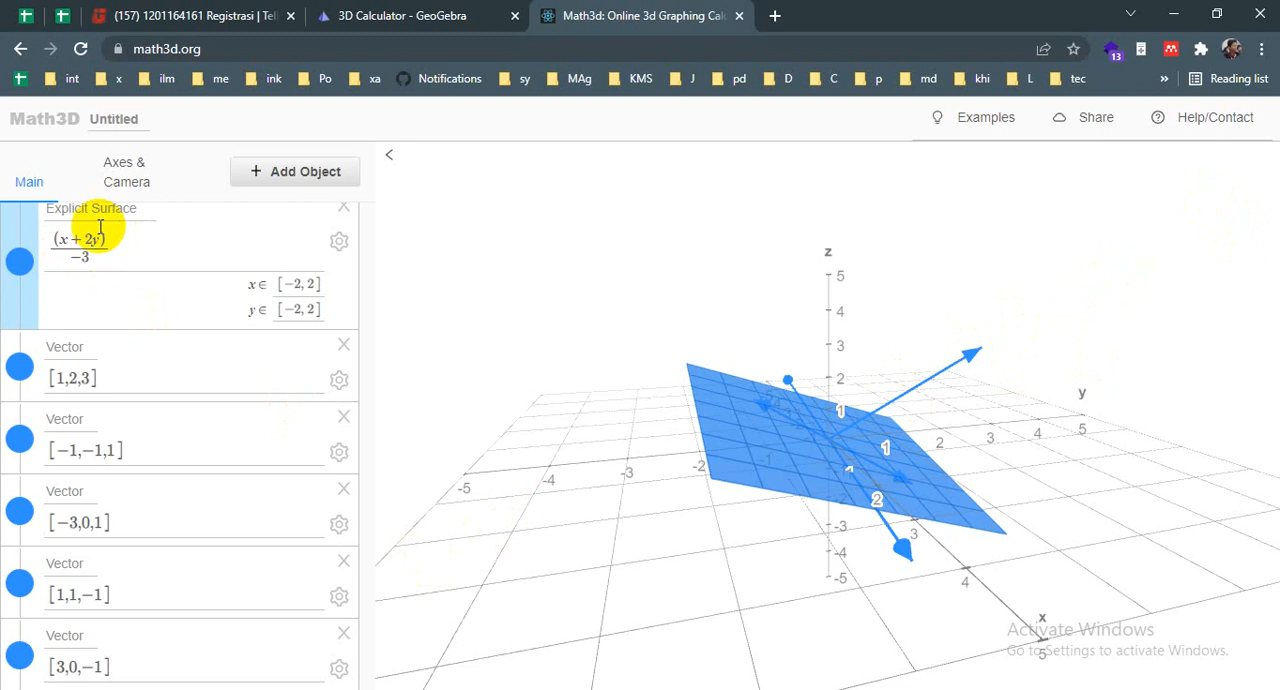 (157) 1201164161 Registrasi | Tel
3D Calculator - GeoGebra
Math3d: Online 3d Graphing Cal
math3d.org
13
int x ilm me ink Po xa Notifications sy MAg KMS J pd D C p md khi L tec » Reading list
Math3D Untitled Examples Share Help/Contact
Main Axes & Camera + Add Object
Explicit Surface
(x + 2y)
−3
x ∈ [−2, 2]
y ∈ [−2, 2]
Vector
[1,2,3]
Vector
[−1,−1,1]
Vector
[−3,0,1]
Vector
[1,1,−1]
Vector
[3,0,−1]
z
5
4
3
2
1
1
2
-3
-4
-5
y
-5
-4
-3
-2
-1
2
3
4
5
3
4
x
5
Activate Windows
Go to Settings to activate Windows.